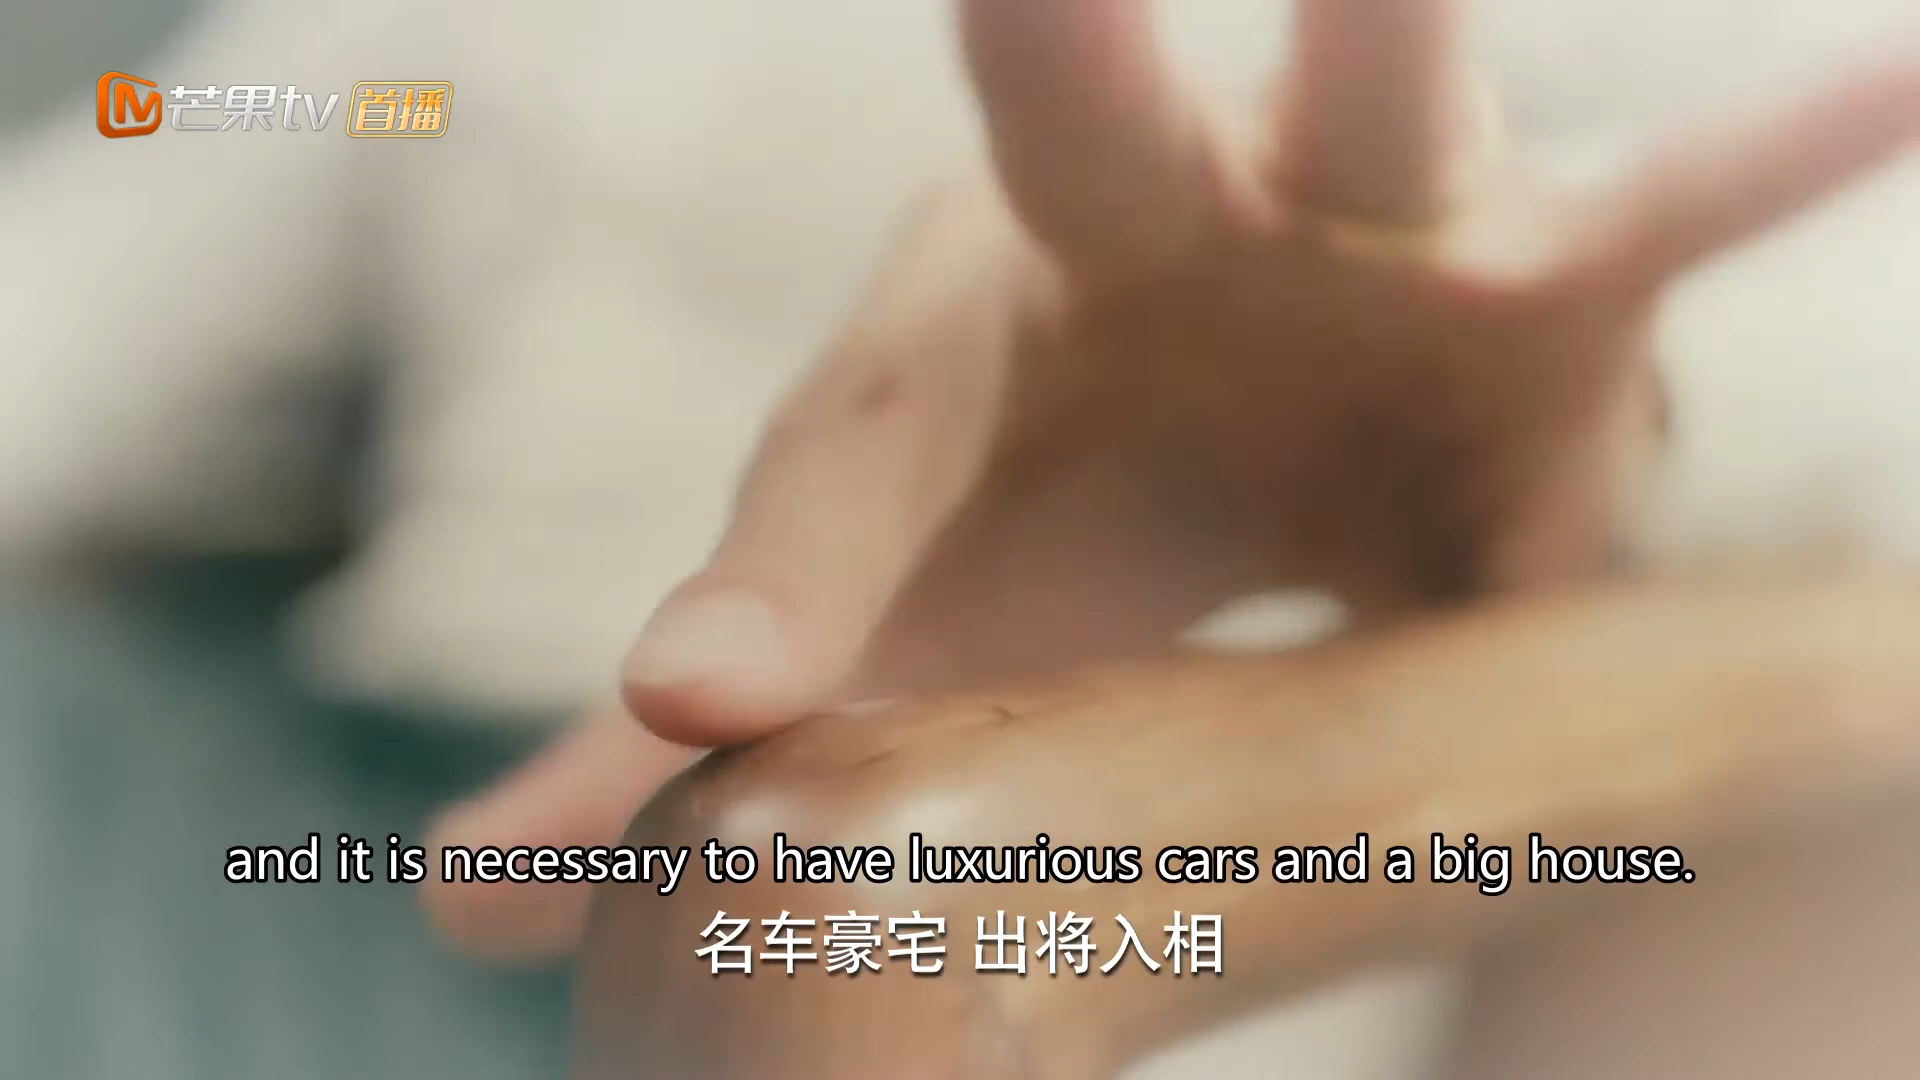 芒果tv 首播
and it is necessary to have luxurious cars and a big house.
名车豪宅 出将入相